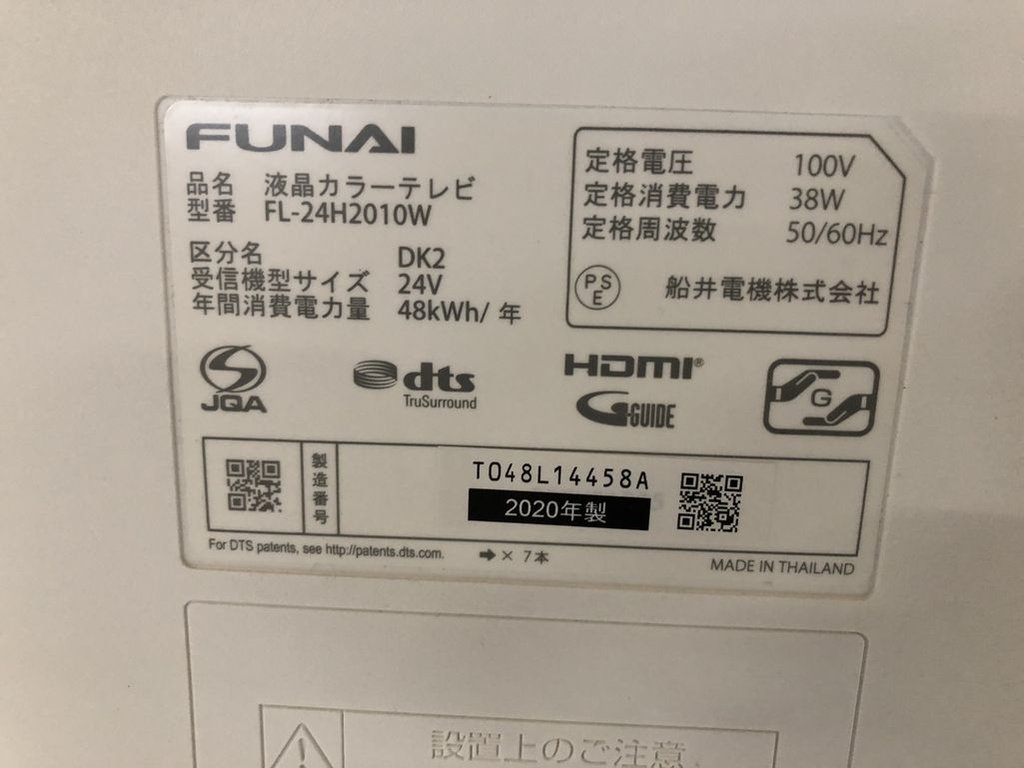 FUNAI
品名 液晶カラーテレビ
型番 FL-24H2010W
区分名 DK2
受信機型サイズ 24V
年間消費電力量 48kWh/ 年
定格電圧 100V
定格消費電力 38W
定格周波数 50/60Hz
PSE 船井電機株式会社
JQA
dts
TruSurround
HDMI®
G-GUIDE
G
製造番号
T048L14458A
2020年製
For DTS patents, see http://patents.dts.com.
➡× 7本
MADE IN THAILAND
設置上のご注意